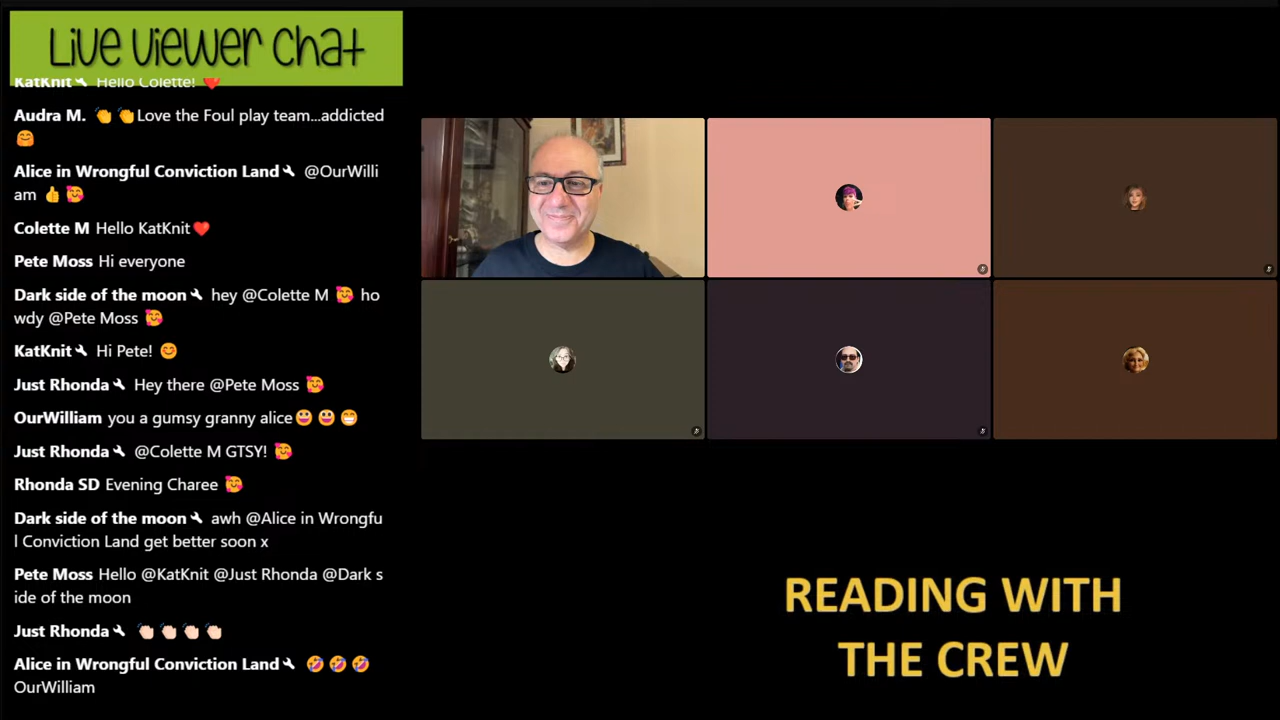 Live Viewer Chat
KatKnit Hello Colette! ❤️
Audra M. 👏 👏Love the Foul play team...addicted
🤗
Alice in Wrongful Conviction Land @OurWilli
am 👍 🥰
Colette M Hello KatKnit❤️
Pete Moss Hi everyone
Dark side of the moon hey @Colette M 🥰 ho
wdy @Pete Moss 🥰
KatKnit Hi Pete! 😊
Just Rhonda Hey there @Pete Moss 🥰
OurWilliam you a gumsy granny alice😃 😃 😁
Just Rhonda @Colette M GTSY! 🥰
Rhonda SD Evening Charee 🥰
Dark side of the moon awh @Alice in Wrongfu
l Conviction Land get better soon x
Pete Moss Hello @KatKnit @Just Rhonda @Dark s
ide of the moon
Just Rhonda 👏🏻 👏🏻 👏🏻 👏🏻
Alice in Wrongful Conviction Land 🤣 🤣 🤣
OurWilliam
READING WITH
THE CREW